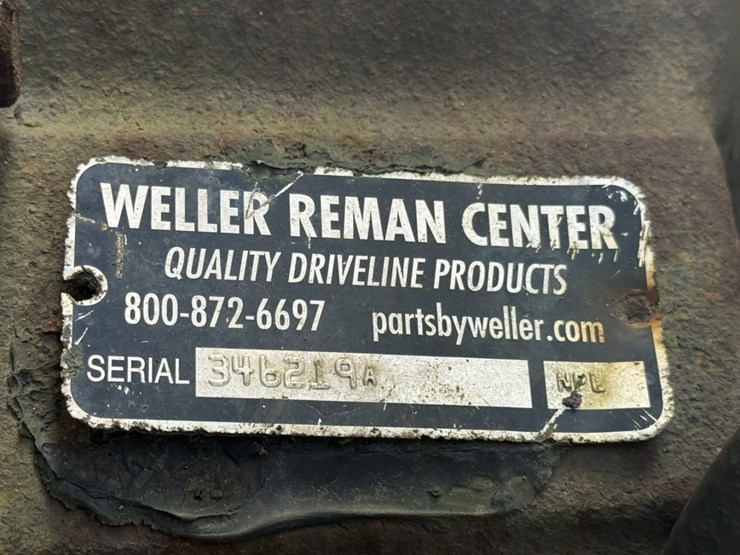 WELLER REMAN CENTER
QUALITY DRIVELINE PRODUCTS
800-872-6697 partsbyweller.com
SERIAL 346219A